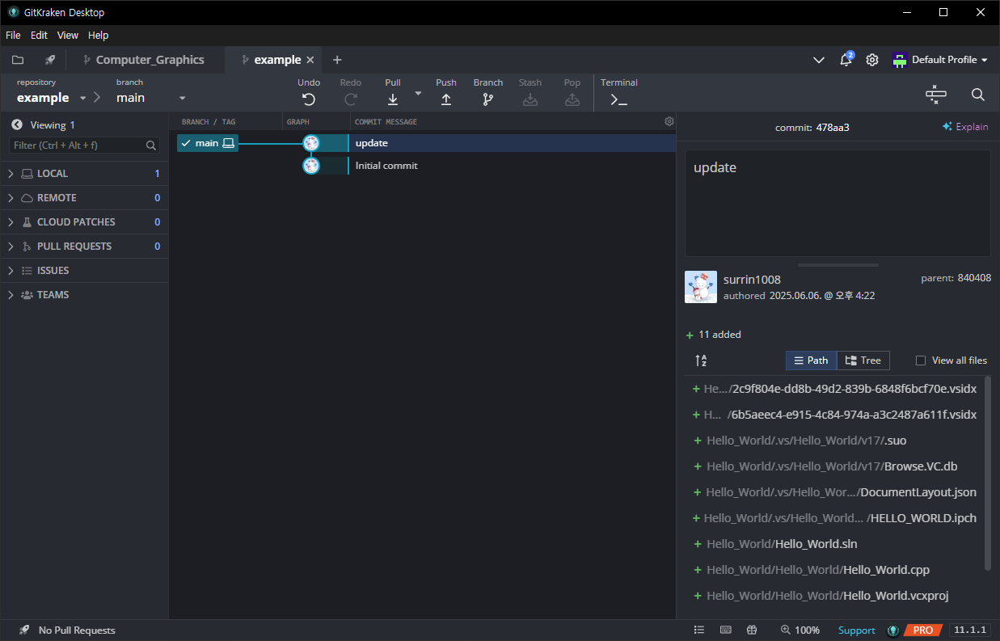 GitKraken Desktop
File Edit View Help
Computer_Graphics example
Default Profile
2
repository branch
example main
Undo Redo Pull Push Branch Stash Pop Terminal
Viewing 1
Filter (Ctrl + Alt + f)
LOCAL 1
REMOTE 0
CLOUD PATCHES 0
PULL REQUESTS 0
ISSUES
TEAMS
BRANCH / TAG GRAPH COMMIT MESSAGE
main update
Initial commit
commit: 478aa3 Explain
update
surrin1008 parent: 840408
authored 2025.06.06. @ 오후 4:22
+ 11 added
Path Tree View all files
+ He.../2c9f804e-dd8b-49d2-839b-6848f6bcf70e.vsidx
+ H... /6b5aeec4-e915-4c84-974a-a3c2487a611f.vsidx
+ Hello_World/.vs/Hello_World/v17/.suo
+ Hello_World/.vs/Hello_World/v17/Browse.VC.db
+ Hello_World/.vs/Hello_Wor.../DocumentLayout.json
+ Hello_World/.vs/Hello_World... /HELLO_WORLD.ipch
+ Hello_World/Hello_World.sln
+ Hello_World/Hello_World/Hello_World.cpp
+ Hello_World/Hello_World/Hello_World.vcxproj
No Pull Requests 100% Support PRO 11.1.1